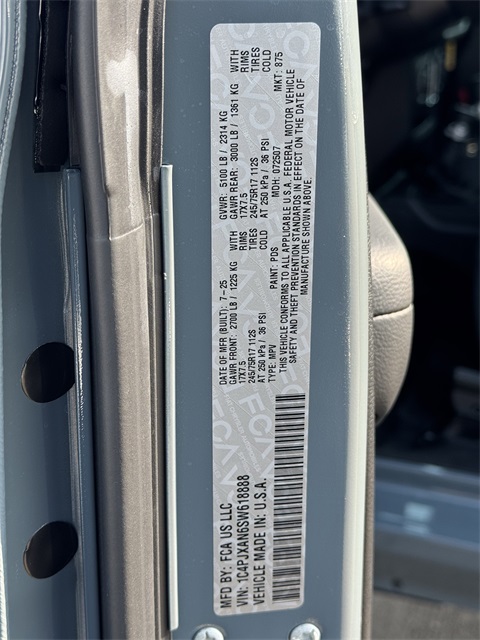 MFD BY: FCA US LLC
VIN: 1C4PJXAN6SW618888
VEHICLE MADE IN: U.S.A.
DATE OF MFR (BUILT): 7-25 GVWR: 5100 LB / 2314 KG
GAWR FRONT: 2700 LB / 1225 KG WITH GAWR REAR: 3000 LB / 1361 KG WITH
17X7.5 RIMS 17X7.5 RIMS
245/75R17 112S TIRES 245/75R17 112S TIRES
AT 250 kPa / 36 PSI COLD AT 250 kPa / 36 PSI COLD
TYPE: MPV PAINT: PDS MDH: 072507 MKT: 875
THIS VEHICLE CONFORMS TO ALL APPLICABLE U.S.A. FEDERAL MOTOR VEHICLE
SAFETY AND THEFT PREVENTION STANDARDS IN EFFECT ON THE DATE OF
MANUFACTURE SHOWN ABOVE.